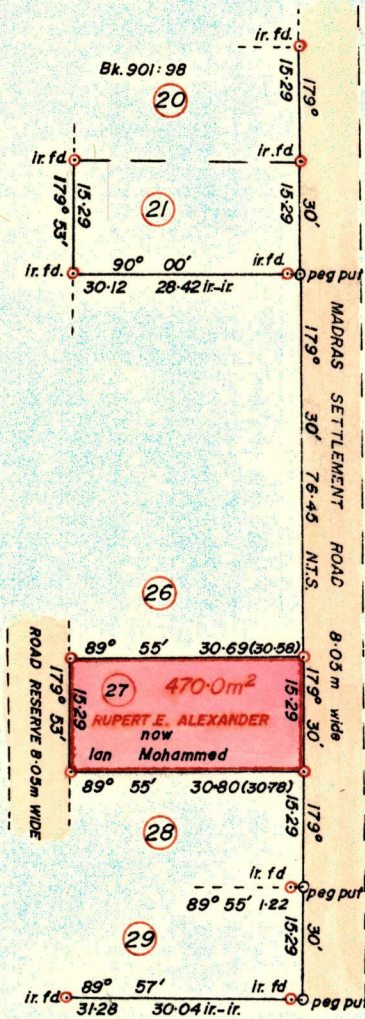 ir. fd.
Bk. 901: 98
15·29
179°
20
ir. fd.
ir. fd.
21
15·29
179° 53'
15·29
30'
ir. fd.
90° 00'
ir. fd.
peg put
30·12
28·42 ir.-ir.
MADRAS SETTLEMENT ROAD 8·05m wide
179° 30' 76·45 N.T.S.
26
89° 55' 30·69(30·58)
ROAD RESERVE 8·05m WIDE
179° 53'
15·29
27
470·0m²
15·29
179° 30'
RUPERT E. ALEXANDER
now
Ian Mohammed
89° 55' 30·80(30·78)
28
15·29
179°
ir. fd
peg put
89° 55' 1·22
29
15·29
30'
ir. fd.
89° 57'
ir. fd
peg put
31·28
30·04 ir.-ir.